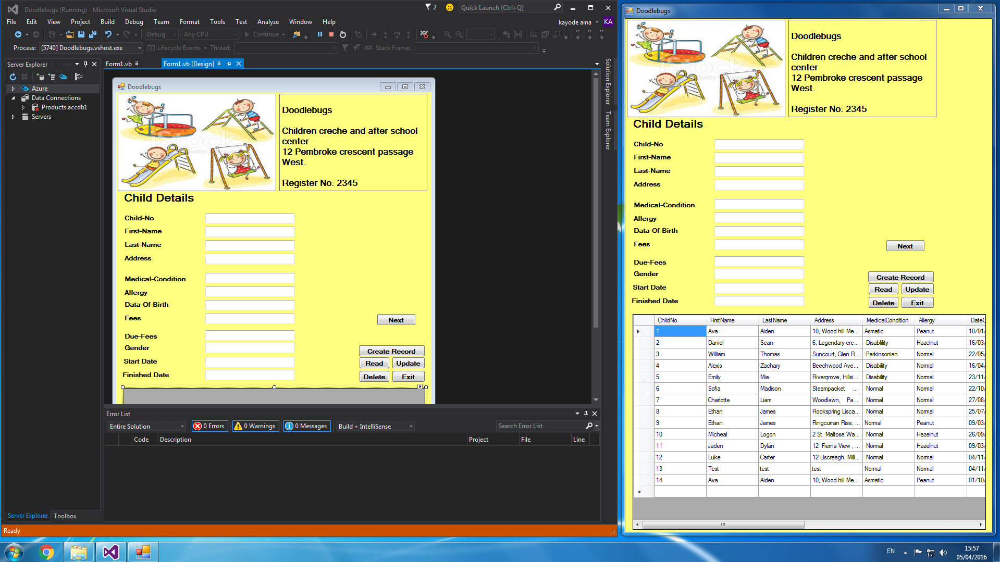 Doodlebugs (Running) - Microsoft Visual Studio
2
Quick Launch (Ctrl+Q)
File Edit View Project Build Debug Team Format Tools Test Analyze Window Help
kayode aina KA
Debug Any CPU Continue
Process: [5740] Doodlebugs.vshost.exe Lifecycle Events Thread: Stack Frame:
Server Explorer
Azure
Data Connections
Products.accdb1
Servers
Server Explorer Toolbox
Form1.vb Form1.vb [Design]
Solution Explorer
Team Explorer
Doodlebugs
Doodlebugs
Children creche and after school
center
12 Pembroke crescent passage
West.
Register No: 2345
Child Details
Child-No
First-Name
Last-Name
Address
Medical-Condition
Allergy
Data-Of-Birth
Fees
Next
Due-Fees
Gender
Create Record
Start Date
Read Update
Finished Date
Delete Exit
Error List
Entire Solution 0 Errors 0 Warnings 0 Messages Build + IntelliSense Search Error List
Code Description Project File Line
Ready
Doodlebugs
Doodlebugs
Children creche and after school
center
12 Pembroke crescent passage
West.
Register No: 2345
Child Details
Child-No
First-Name
Last-Name
Address
Medical-Condition
Allergy
Data-Of-Birth
Fees
Next
Due-Fees
Gender
Create Record
Start Date
Read Update
Finished Date
Delete Exit
ChildNo FirstName LastName Address MedicalCondition Allergy DateC
1 Ava Aiden 10, Wood hill Me... Asmatic Peanut 10/01/
2 Daniel Sean 6, Legendary cre... Disablility Hazelnut 16/03/
3 William Thomas Suncourt, Glen R... Parkinsonian Normal 22/05/
4 Alexis Zachary Beechwood Ave... Disability Normal 16/04/
5 Emily Mia Rivergrove, Hillsi... Disability Normal 23/11/
6 Sofia Madison Steampacket, ... Normal Normal 22/10/
7 Charlotte Liam Woodlawn, Pa... Normal Normal 27/08/
8 Ethan James Rockspring Lisca... Normal Normal 25/07/
9 Ethan James Ringcurran Rise, ... Normal Peanut 09/03/
10 Micheal Logon 2 St. Maltose Wa... Normal Hazelnut 26/09/
11 Jaden Dylan 12 Fierna View , ... Normal Hazelnut 09/03/
12 Luke Carter 12 Liscreagh, Mill... Normal Normal 04/11/
13 Test test test Normal Normal 04/11/
14 Ava Aiden 10, Wood hill Me... Asmatic Peanut 01/10/
EN
15:57
05/04/2016